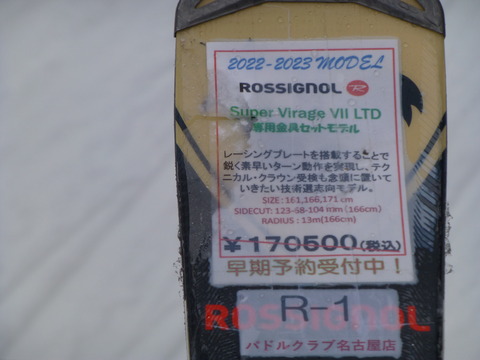 2022-2023 MODEL
ROSSIGNOL R
Super Virage VII LTD
専用金具セットモデル
レーシングプレートを搭載することで
鋭く素早いターン動作を実現し、テク
ニカル・クラウン受検も念頭に置いて
いきたい技術選志向モデル。
SIZE : 161,166,171 cm
SIDECUT: 123-68-104 mm (166cm)
RADIUS : 13m(166cm)
￥170500(税込)
早期予約受付中！
R-1
ROSSIGNOL
パドルクラブ名古屋店